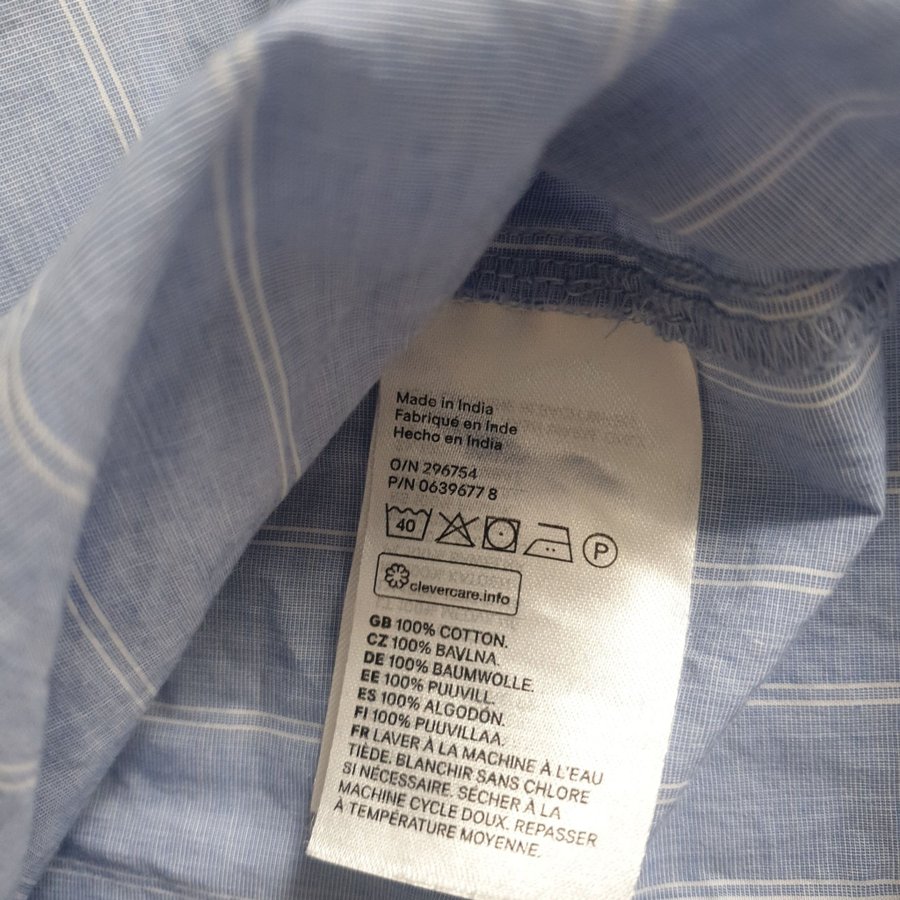 Made in India
Fabriqué en Inde
Hecho en India
O/N 296754
P/N 0639677 8
40 P
clevercare.info
GB 100% COTTON.
CZ 100% BAVLNA.
DE 100% BAUMWOLLE.
EE 100% PUUVILL.
ES 100% ALGODÓN.
FI 100% PUUVILLAA.
FR LAVER À LA MACHINE À L'EAU
TIÈDE. BLANCHIR SANS CHLORE
SI NÉCESSAIRE. SÉCHER À LA
MACHINE CYCLE DOUX. REPASSER
À TEMPÉRATURE MOYENNE.